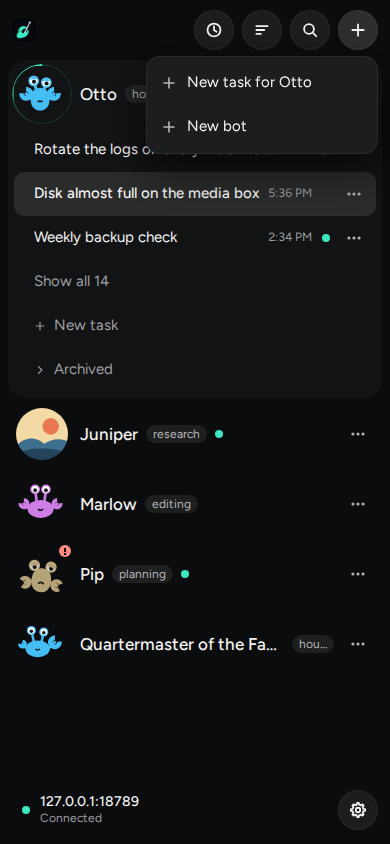 Otto
New task for Otto
New bot
Rotate the logs
Disk almost full on the media box 5:36 PM
Weekly backup check 2:34 PM
Show all 14
New task
Archived
Juniper research
Marlow editing
Pip planning
Quartermaster of the Fa... hou...
127.0.0.1:18789
Connected